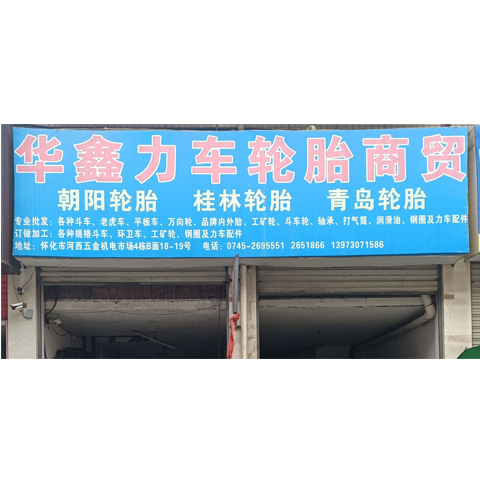 华鑫力车轮胎商贸
朝阳轮胎 桂林轮胎 青岛轮胎
专业批发：各种斗车、老虎车、平板车、万向轮、品牌内外胎、工矿轮、斗车轮、轴承、打气筒、润滑油、钢圈及力车配件
订做加工：各种规格斗车、环卫车、工矿轮、钢圈及力车配件
地址：怀化市河西五金机电市场4栋B面18-19号 电话：0745-2695551 2651866 13973071586